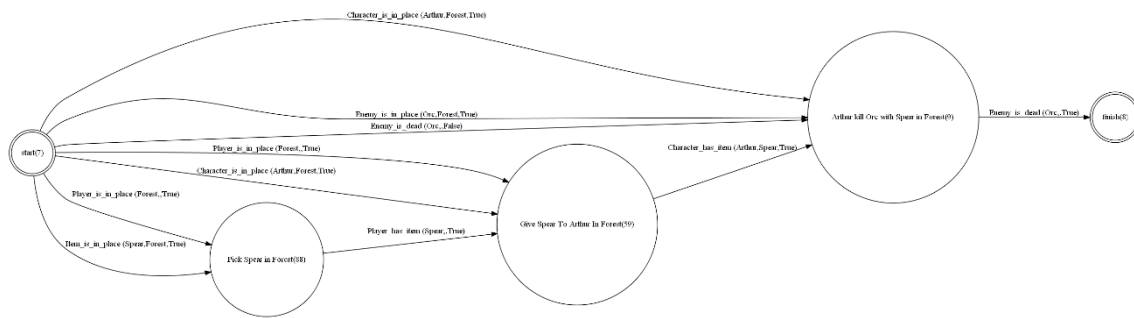 Character_is_in_place (Arthur,Forest,True)
Enemy_is_in_place (Orc,Forest,True)
Enemy_is_dead (Orc,,False)
Player_is_in_place (Forest,,True)
Character_is_in_place (Arthur,Forest,True)
Player_is_in_place (Forest,,True)
Item_is_in_place (Spear,Forest,True)
start(7)
Pick Spear in Forest(88)
Player_has_item (Spear,,True)
Give Spear To Arthur In Forest(59)
Character_has_item (Arthur,Spear,True)
Arthur kill Orc with Spear in Forest(9)
Enemy_is_dead (Orc,,True)
finish(8)